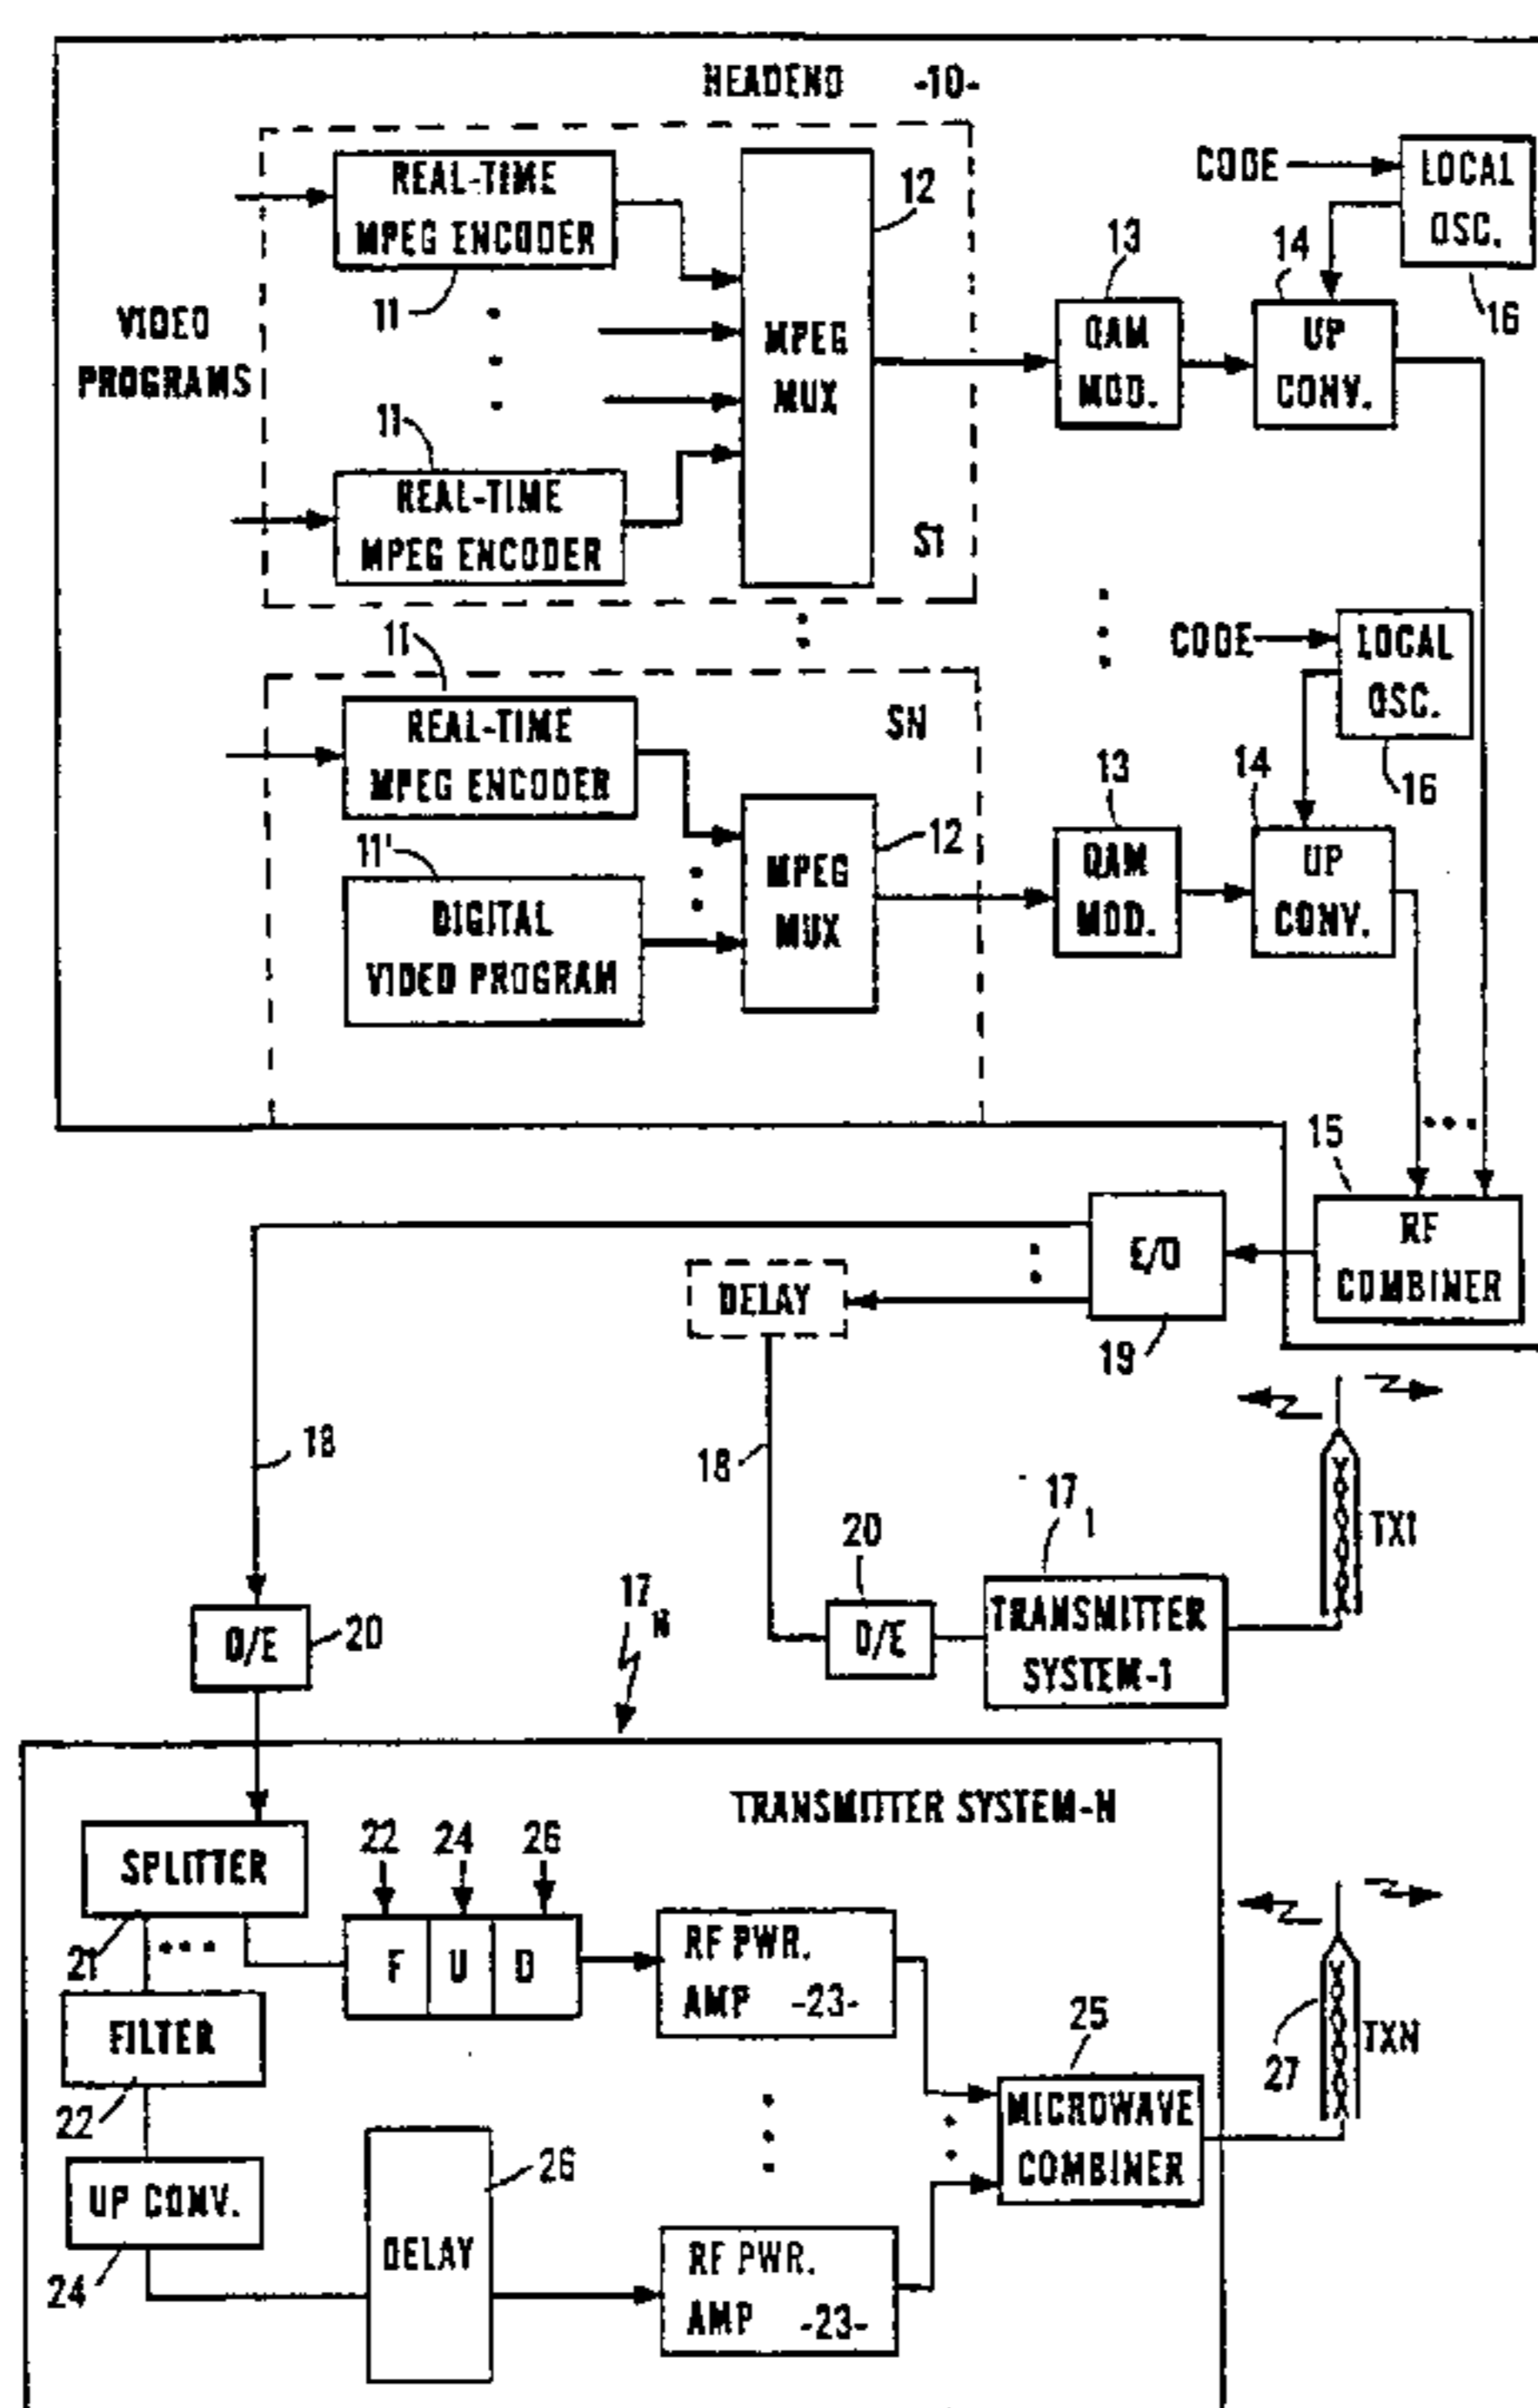 HEADEND -10-
REAL-TIME
MPEG ENCODER
11
VIDEO
PROGRAMS
11
REAL-TIME
MPEG ENCODER
MPEG
MUX
12
S1
13
QAM
MOD.
14
UP
CONV.
CODE
LOCAL
OSC.
16
11
REAL-TIME
MPEG ENCODER
SN
11'
DIGITAL
VIDEO PROGRAM
MPEG
MUX
12
13
QAM
MOD.
14
UP
CONV.
CODE
LOCAL
OSC.
16
15
RF
COMBINER
E/O
19
DELAY
18
18
20
O/E
17 1
TRANSMITTER
SYSTEM-1
TX1
O/E
20
17 N
TRANSMITTER SYSTEM-N
SPLITTER
21
22 24 26
F U D
RF PWR.
AMP -23-
FILTER
22
UP CONV.
24
DELAY
26
RF PWR.
AMP -23-
25
MICROWAVE
COMBINER
27
TXN